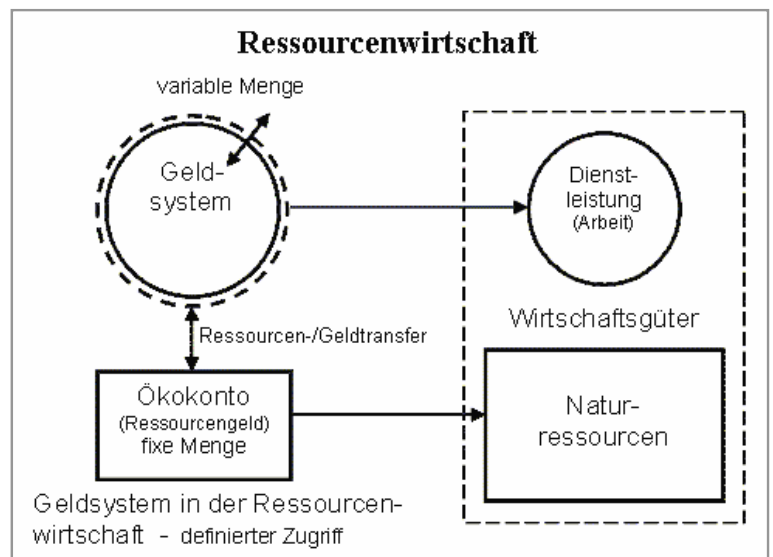 Ressourcenwirtschaft
variable Menge
Geld-
system
Dienst-
leistung
(Arbeit)
Wirtschaftsgüter
Ressourcen-/Geldtransfer
Ökokonto
(Ressourcengeld)
fixe Menge
Natur-
ressourcen
Geldsystem in der Ressourcen-
wirtschaft - definierter Zugriff